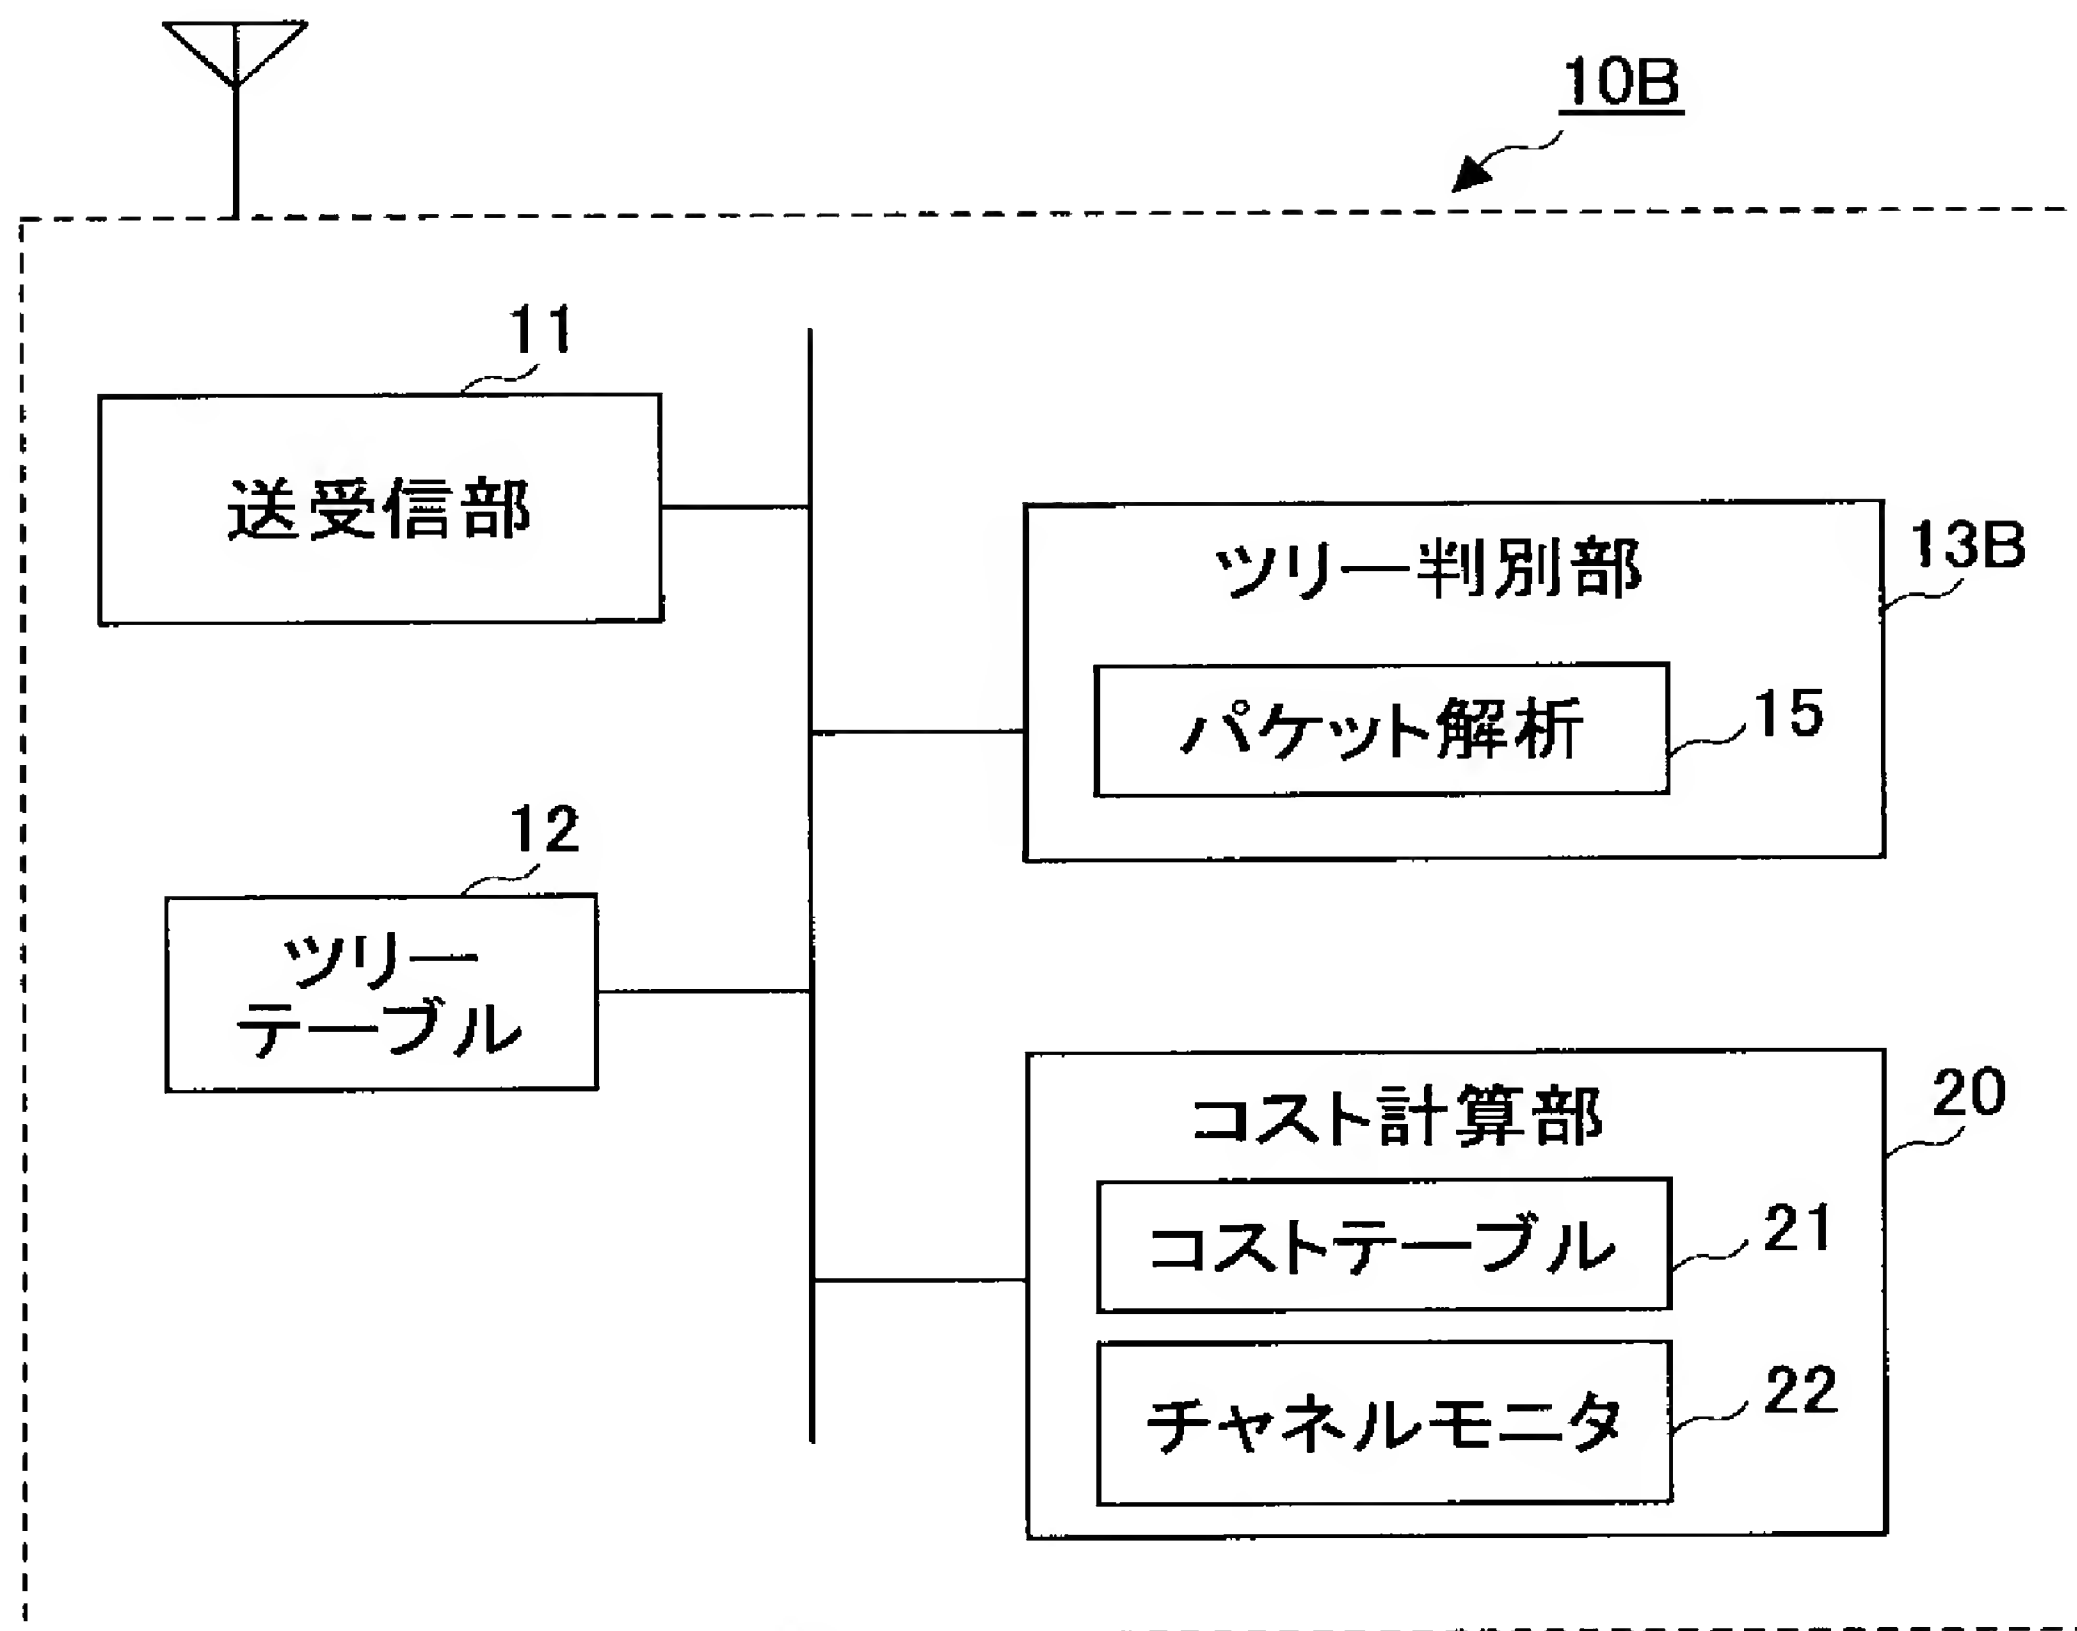 10B
11
送受信部
12
ツリー
テーブル
ツリー判別部
13B
パケット解析
15
コスト計算部
20
コストテーブル
21
チャネルモニタ
22